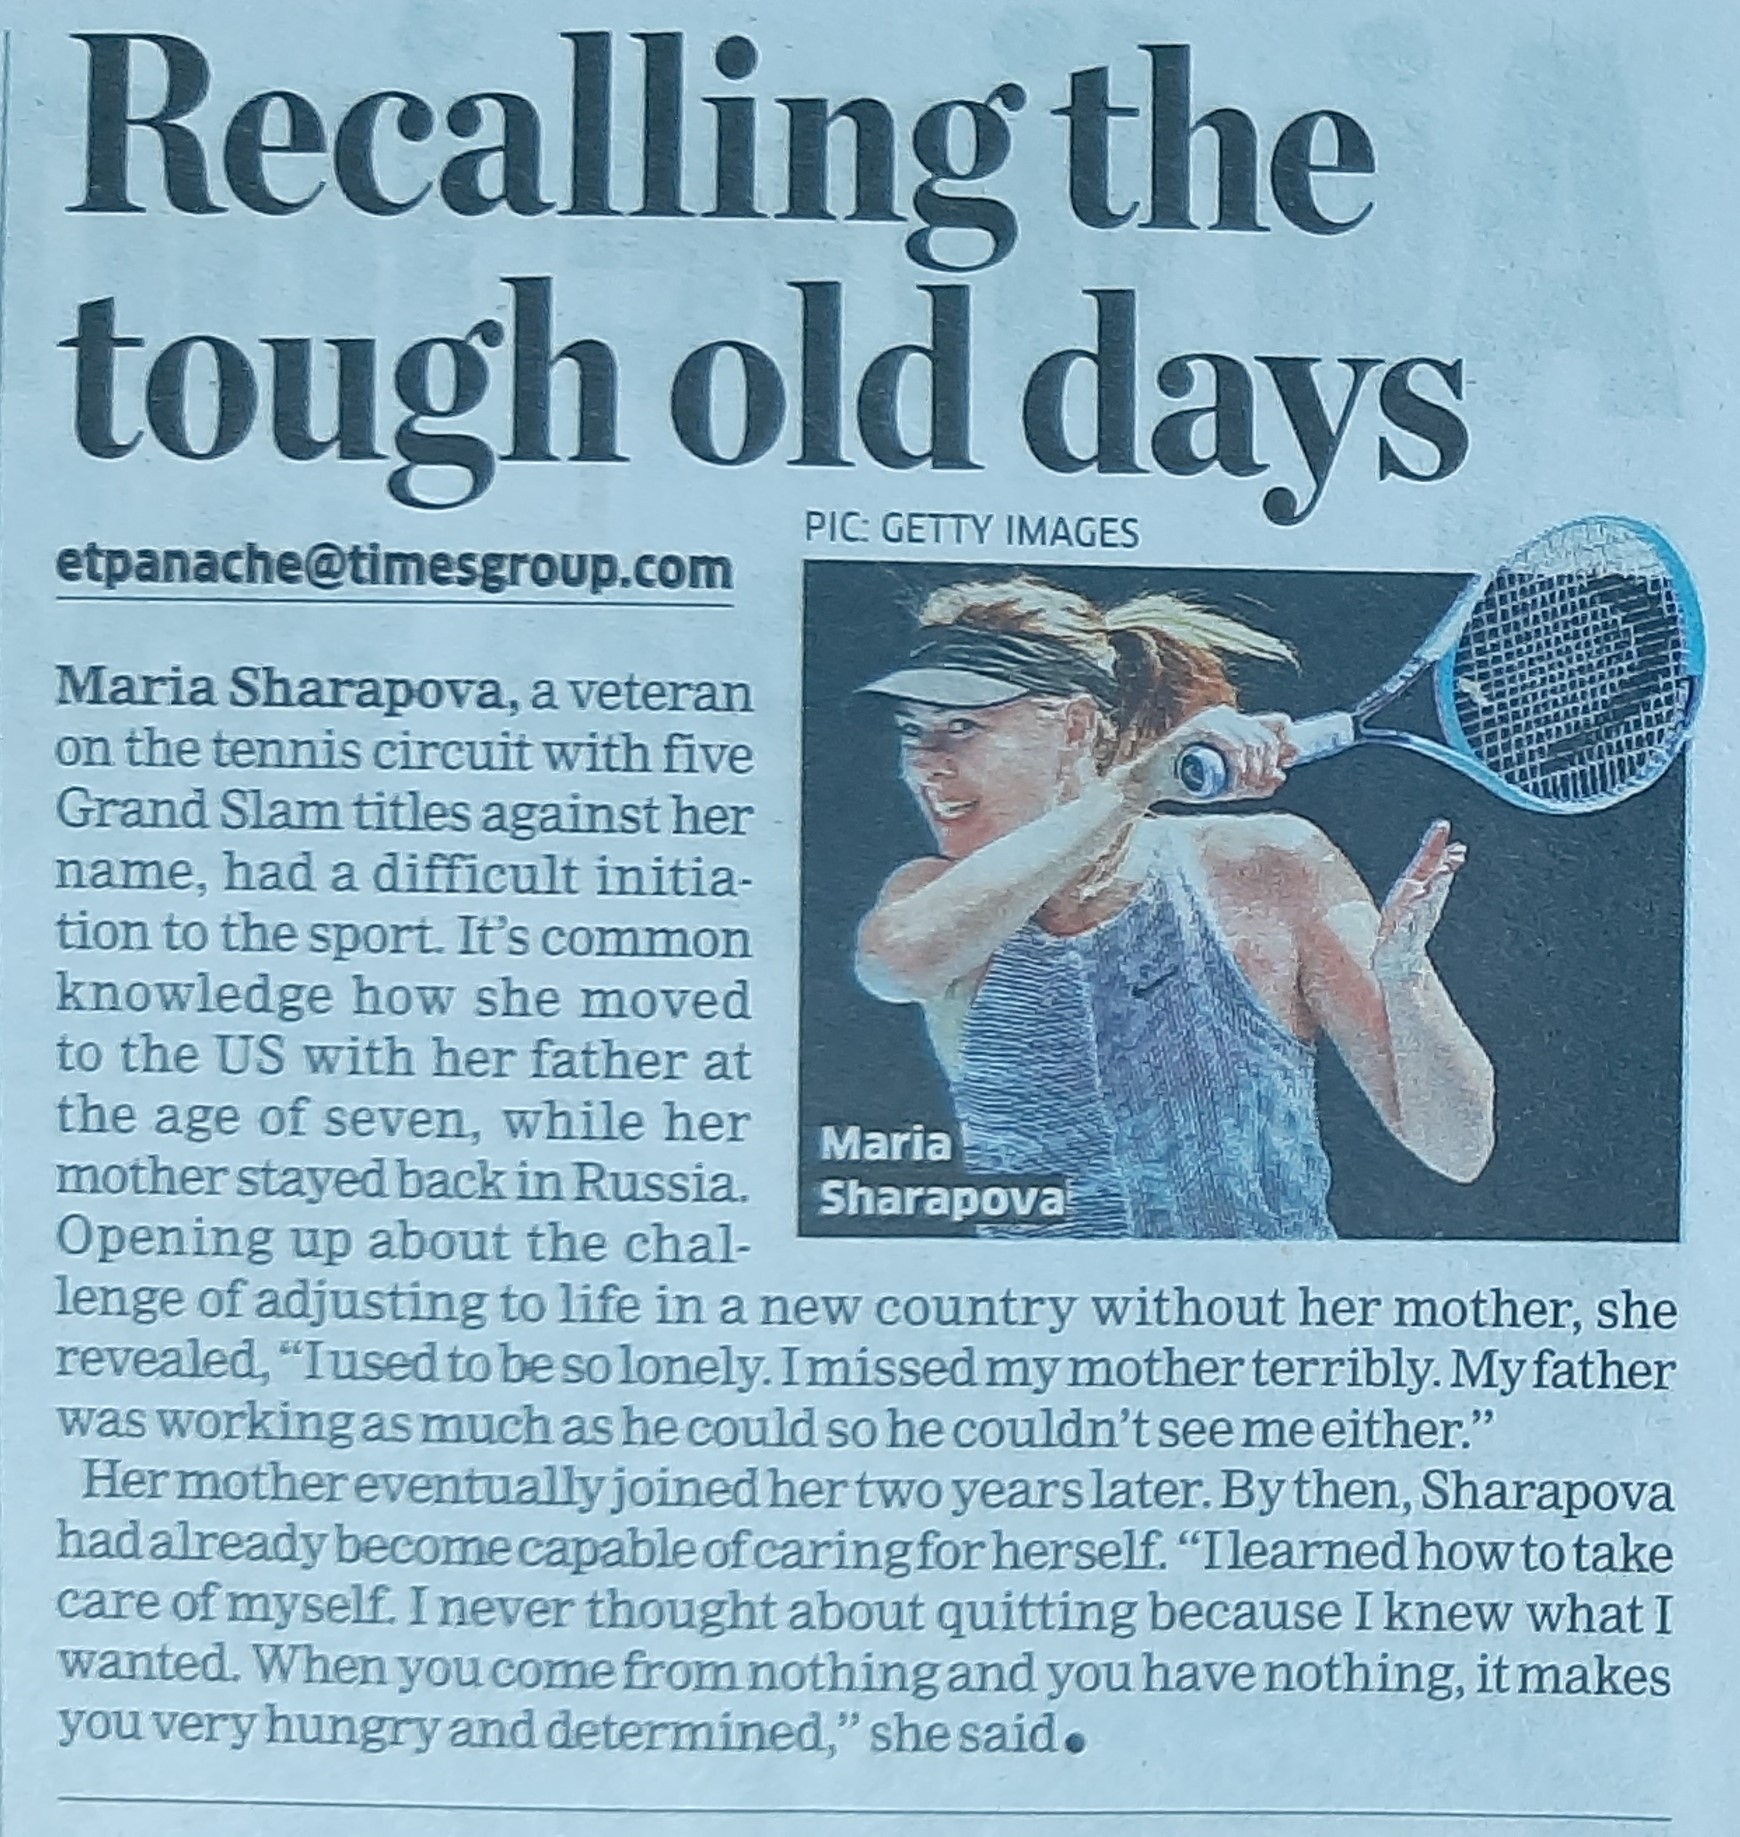 Recalling the
tough old days
etpanache@timesgroup.com
PIC: GETTY IMAGES
Maria Sharapova, a veteran
on the tennis circuit with five
Grand Slam titles against her
name, had a difficult initia-
tion to the sport. It's common
knowledge how she moved
to the US with her father at
the age of seven, while her
mother stayed back in Russia.
Opening up about the chal-
lenge of adjusting to life in a new country without her mother, she
revealed, “I used to be so lonely. I missed my mother terribly. My father
was working as much as he could so he couldn't see me either.”
Her mother eventually joined her two years later. By then, Sharapova
had already become capable of caring for herself. “I learned how to take
care of myself. I never thought about quitting because I knew what I
wanted. When you come from nothing and you have nothing, it makes
you very hungry and determined,” she said●
Maria
Sharapova